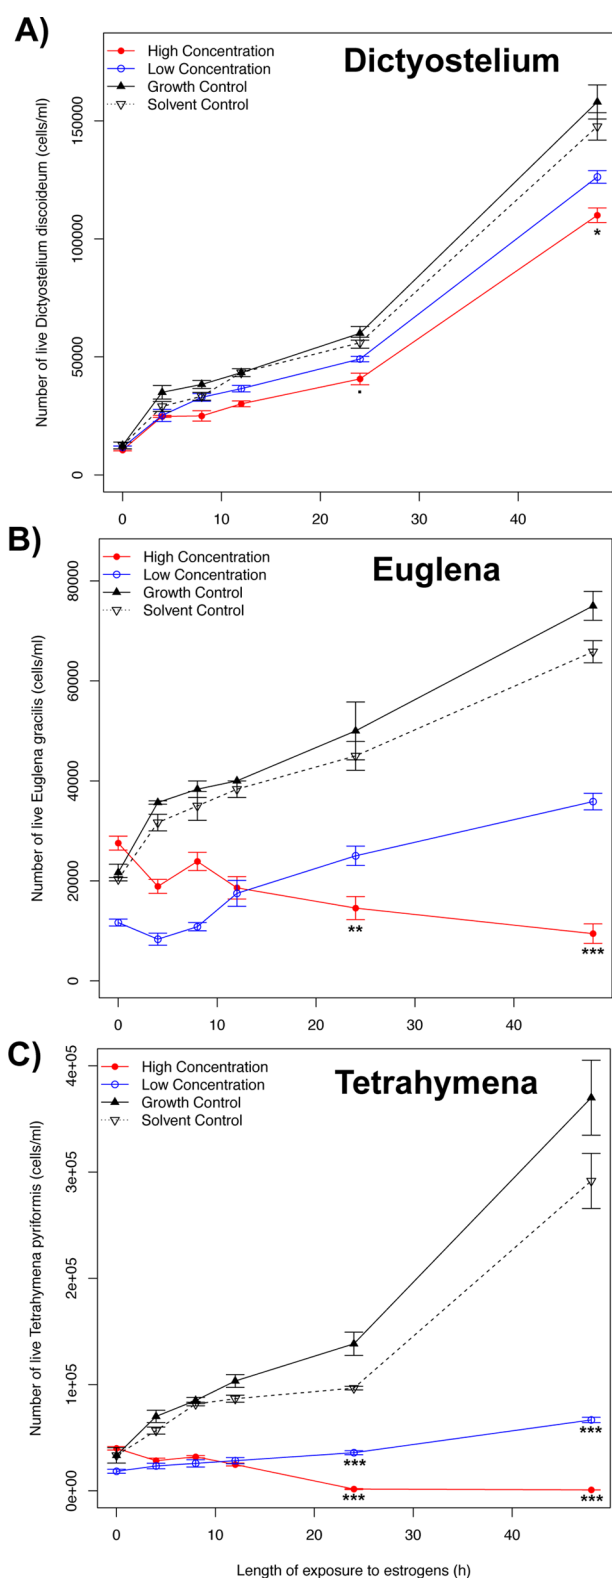 A)
Dictyostelium
High Concentration
Low Concentration
Growth Control
Solvent Control
Number of live Dictyostelium discoideum (cells/ml)
150000
100000
50000
0
*
.
0 10 20 30 40
B)
Euglena
High Concentration
Low Concentration
Growth Control
Solvent Control
Number of live Euglena gracilis (cells/ml)
80000
60000
40000
20000
0
**
***
0 10 20 30 40
C)
Tetrahymena
High Concentration
Low Concentration
Growth Control
Solvent Control
Number of live Tetrahymena pyriformis (cells/ml)
4e+05
3e+05
2e+05
1e+05
0e+00
***
***
***
***
0 10 20 30 40
Length of exposure to estrogens (h)